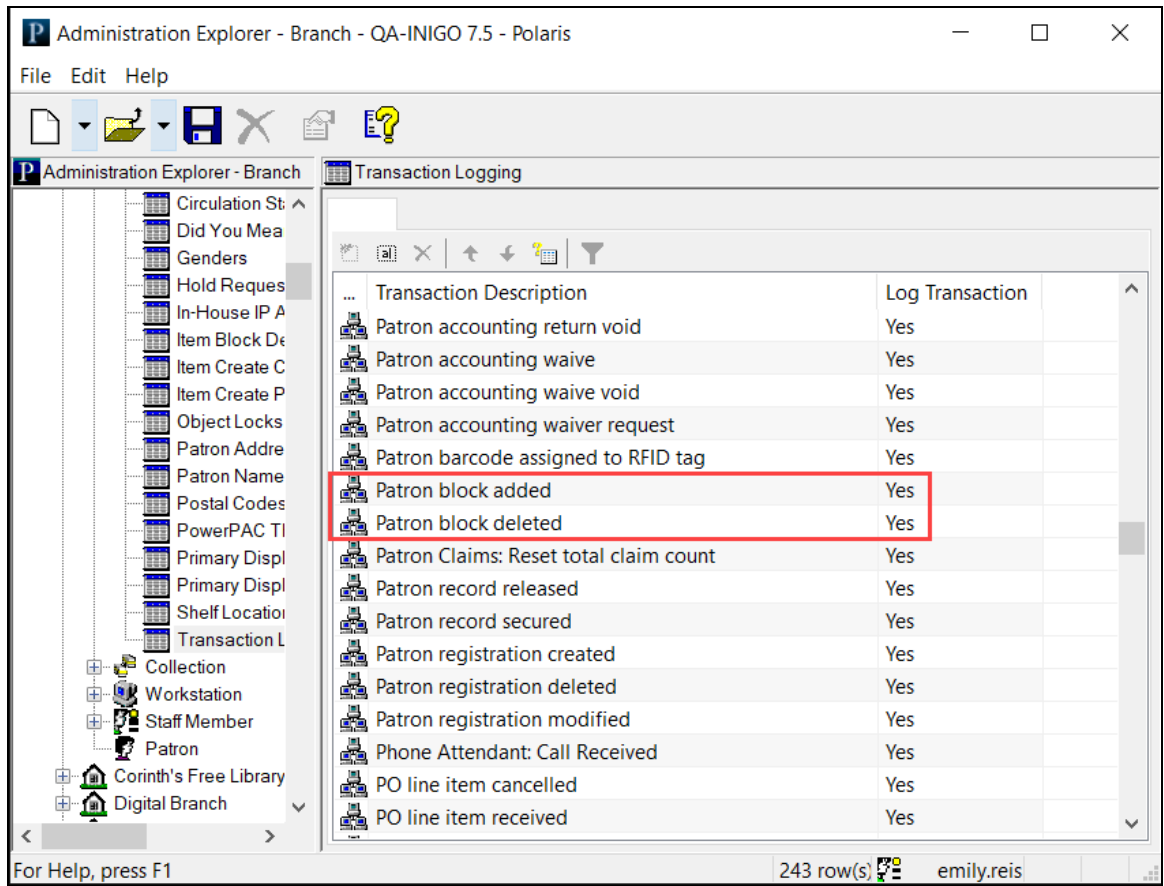 Administration Explorer - Branch - QA-INIGO 7.5 - Polaris
File Edit Help
Administration Explorer - Branch
Circulation St
Did You Mea
Genders
Hold Reques
In-House IP A
Item Block De
Item Create C
Item Create P
Object Locks
Patron Addre
Patron Name
Postal Codes
PowerPAC Tl
Primary Displ
Primary Displ
Shelf Location
Transaction L
Collection
Workstation
Staff Member
Patron
Corinth's Free Library
Digital Branch
Transaction Logging
... Transaction Description Log Transaction
Patron accounting return void Yes
Patron accounting waive Yes
Patron accounting waive void Yes
Patron accounting waiver request Yes
Patron barcode assigned to RFID tag Yes
Patron block added Yes
Patron block deleted Yes
Patron Claims: Reset total claim count Yes
Patron record released Yes
Patron record secured Yes
Patron registration created Yes
Patron registration deleted Yes
Patron registration modified Yes
Phone Attendant: Call Received Yes
PO line item cancelled Yes
PO line item received Yes
For Help, press F1 243 row(s) emily.reis